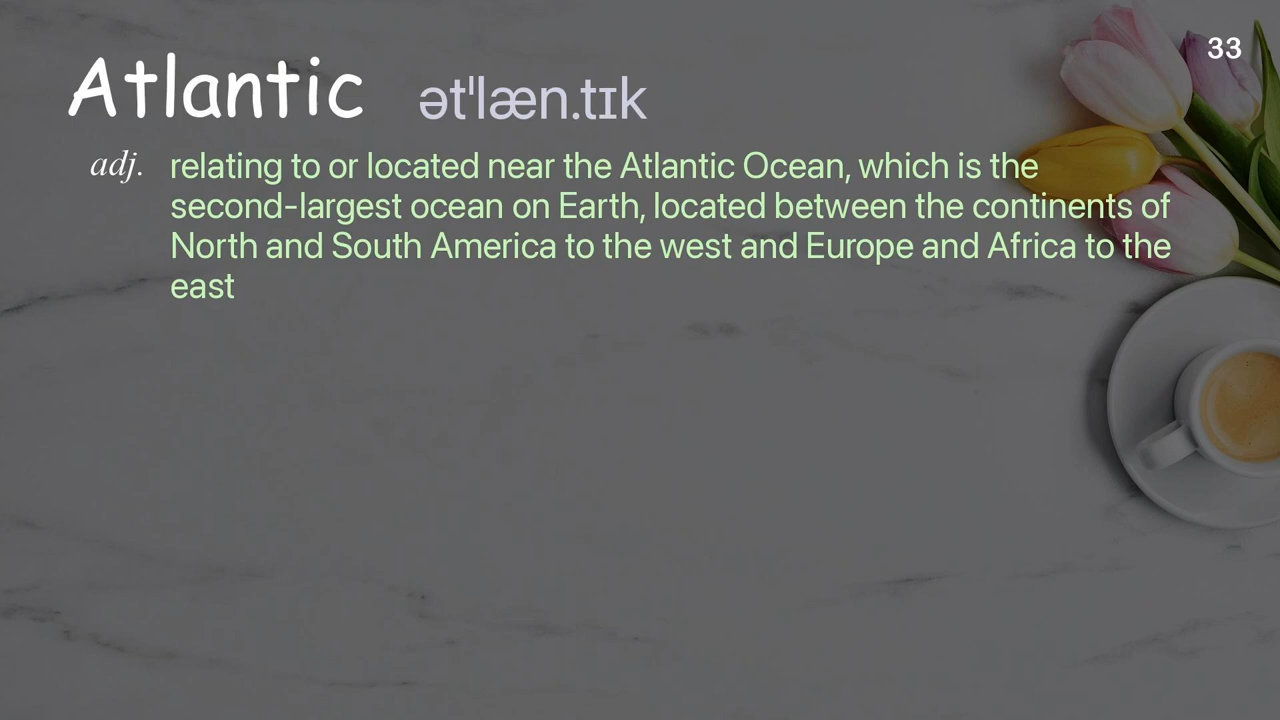 33
Atlantic ət'læn.tɪk
adj. relating to or located near the Atlantic Ocean, which is the
second-largest ocean on Earth, located between the continents of
North and South America to the west and Europe and Africa to the
east